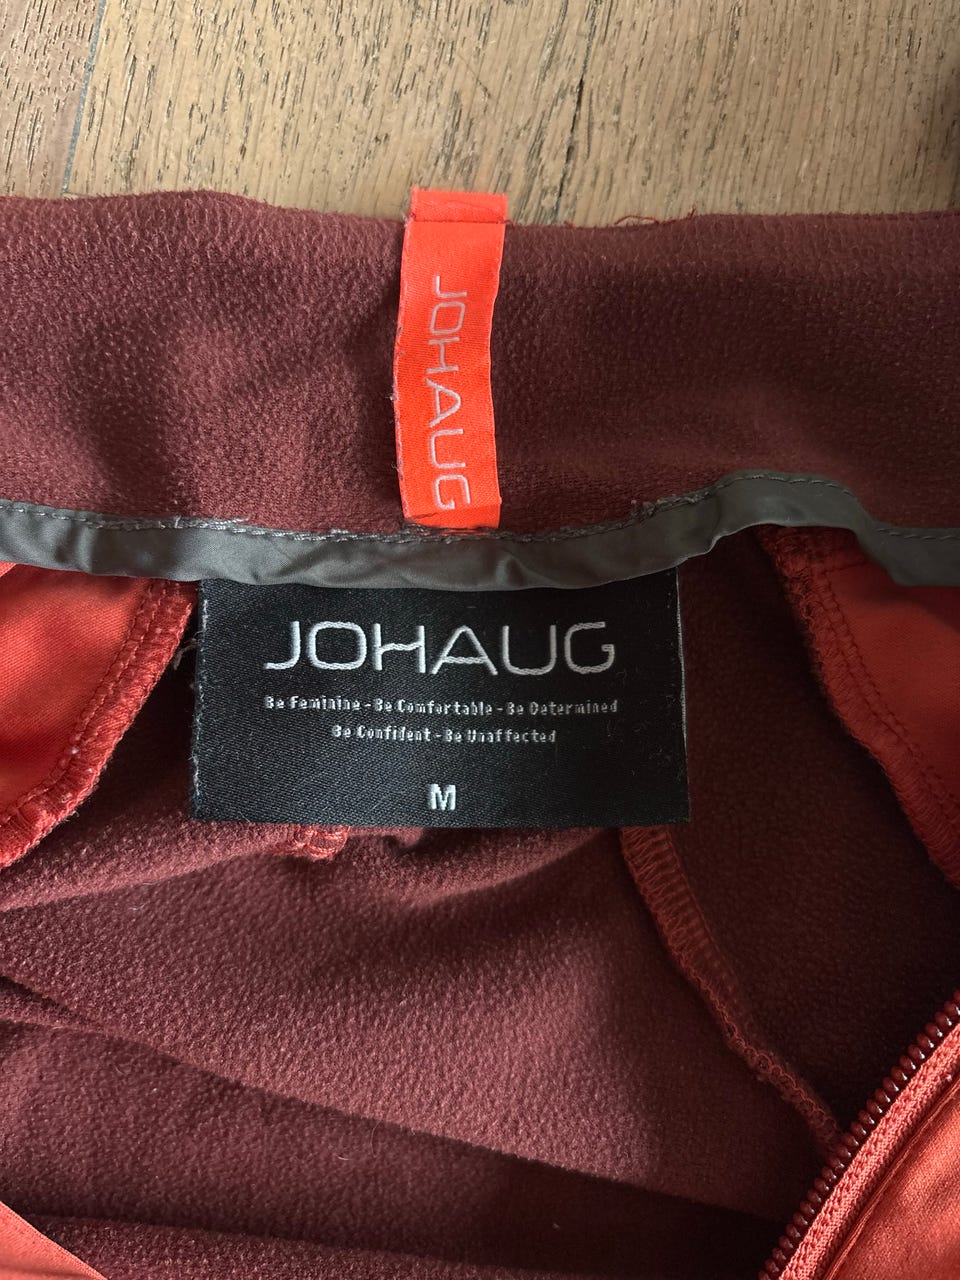 JOHAUG
JOHAUG
Be Feminine - Be Comfortable - Be Determined
Be Confident - Be Unaffected
M